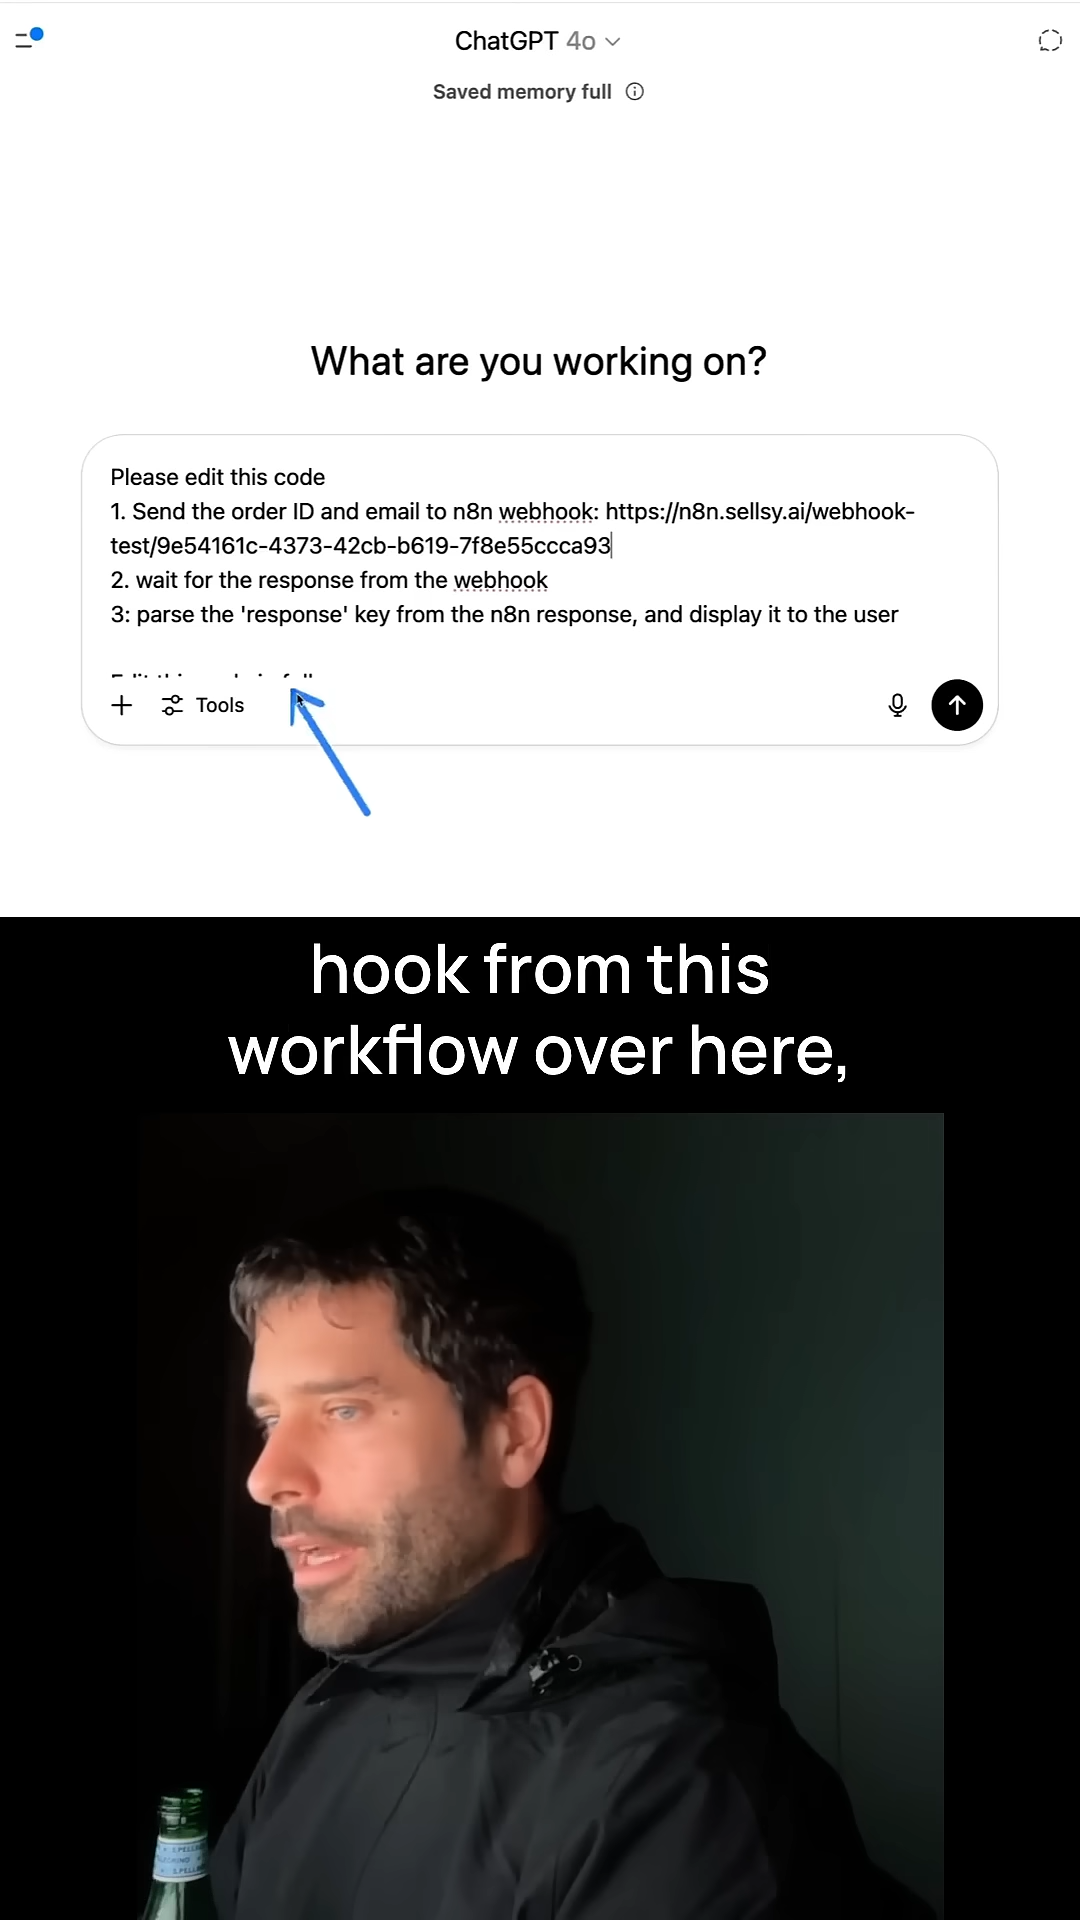 ChatGPT 4o
Saved memory full
What are you working on?
Please edit this code
1. Send the order ID and email to n8n webhook: https://n8n.sellsy.ai/webhook-
test/9e54161c-4373-42cb-b619-7f8e55ccca93
2. wait for the response from the webhook
3: parse the 'response' key from the n8n response, and display it to the user
Tools
hook from this
workflow over here,
S.PELLE
S.PELL